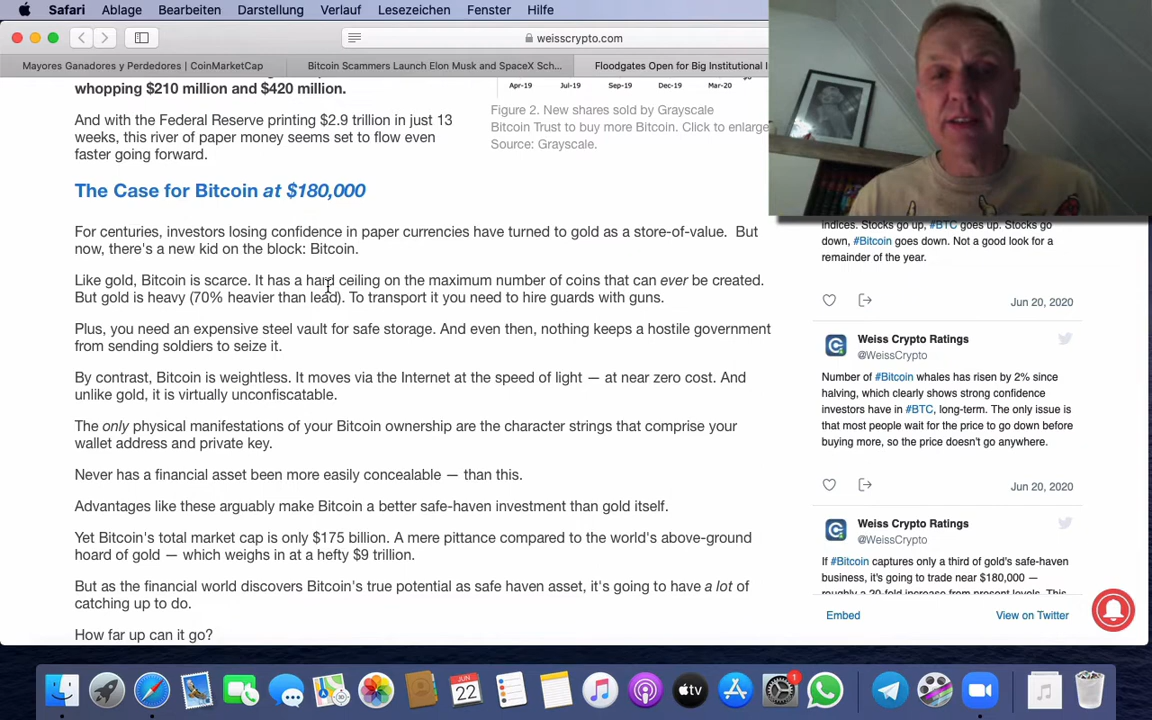 Safari Ablage Bearbeiten Darstellung Verlauf Lesezeichen Fenster Hilfe
weisscrypto.com
Mayores Ganadores y Perdedores | CoinMarketCap
Bitcoin Scammers Launch Elon Musk and SpaceX Sch...
Floodgates Open for Big Institutional I
whopping $210 million and $420 million.
And with the Federal Reserve printing $2.9 trillion in just 13
weeks, this river of paper money seems set to flow even
faster going forward.
Apr-19 Jul-19 Sep-19 Dec-19 Mar-20
Figure 2. New shares sold by Grayscale
Bitcoin Trust to buy more Bitcoin. Click to enlarge
Source: Grayscale.
The Case for Bitcoin at $180,000
For centuries, investors losing confidence in paper currencies have turned to gold as a store-of-value. But
now, there's a new kid on the block: Bitcoin.
Like gold, Bitcoin is scarce. It has a hard ceiling on the maximum number of coins that can ever be created.
But gold is heavy (70% heavier than lead). To transport it you need to hire guards with guns.
Plus, you need an expensive steel vault for safe storage. And even then, nothing keeps a hostile government
from sending soldiers to seize it.
By contrast, Bitcoin is weightless. It moves via the Internet at the speed of light — at near zero cost. And
unlike gold, it is virtually unconfiscatable.
The only physical manifestations of your Bitcoin ownership are the character strings that comprise your
wallet address and private key.
Never has a financial asset been more easily concealable — than this.
Advantages like these arguably make Bitcoin a better safe-haven investment than gold itself.
Yet Bitcoin's total market cap is only $175 billion. A mere pittance compared to the world's above-ground
hoard of gold — which weighs in at a hefty $9 trillion.
But as the financial world discovers Bitcoin's true potential as safe haven asset, it's going to have a lot of
catching up to do.
How far up can it go?
indices. Stocks go up, #BTC goes up. Stocks go
down, #Bitcoin goes down. Not a good look for a
remainder of the year.
Jun 20, 2020
Weiss Crypto Ratings
@WeissCrypto
Number of #Bitcoin whales has risen by 2% since
halving, which clearly shows strong confidence
investors have in #BTC, long-term. The only issue is
that most people wait for the price to go down before
buying more, so the price doesn't go anywhere.
Jun 20, 2020
Weiss Crypto Ratings
@WeissCrypto
If #Bitcoin captures only a third of gold's safe-haven
business, it's going to trade near $180,000 —
roughly a 20-fold increase from present levels. This
Embed View on Twitter
JUN
22
tv
1